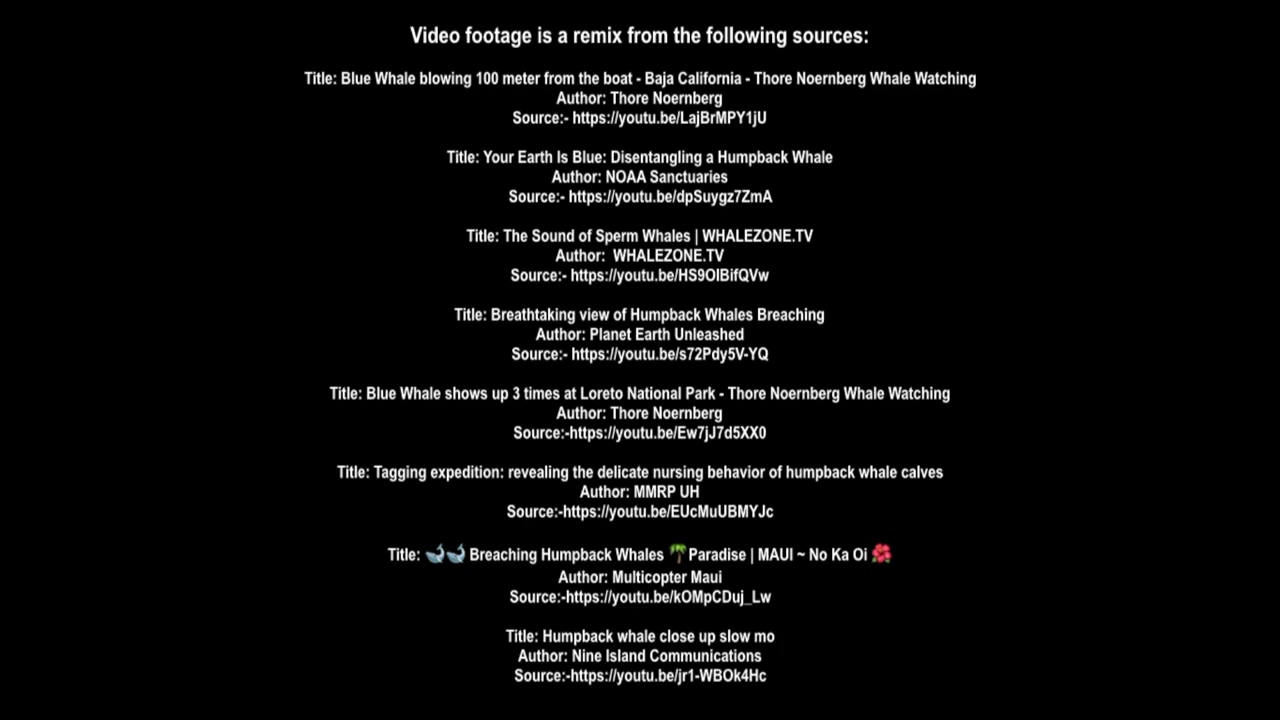 Video footage is a remix from the following sources:
Title: Blue Whale blowing 100 meter from the boat - Baja California - Thore Noernberg Whale Watching
Author: Thore Noernberg
Source:- https://youtu.be/LajBrMPY1jU
Title: Your Earth Is Blue: Disentangling a Humpback Whale
Author: NOAA Sanctuaries
Source:- https://youtu.be/dpSuygz7ZmA
Title: The Sound of Sperm Whales | WHALEZONE.TV
Author: WHALEZONE.TV
Source:- https://youtu.be/HS9OIBifQVw
Title: Breathtaking view of Humpback Whales Breaching
Author: Planet Earth Unleashed
Source:- https://youtu.be/s72Pdy5V-YQ
Title: Blue Whale shows up 3 times at Loreto National Park - Thore Noernberg Whale Watching
Author: Thore Noernberg
Source:-https://youtu.be/Ew7jJ7d5XX0
Title: Tagging expedition: revealing the delicate nursing behavior of humpback whale calves
Author: MMRP UH
Source:-https://youtu.be/EUcMuUBMYJc
Title: 🐋🐋 Breaching Humpback Whales 🌴Paradise | MAUI ~ No Ka Oi 🌺
Author: Multicopter Maui
Source:-https://youtu.be/kOMpCDuj_Lw
Title: Humpback whale close up slow mo
Author: Nine Island Communications
Source:-https://youtu.be/jr1-WBOk4Hc